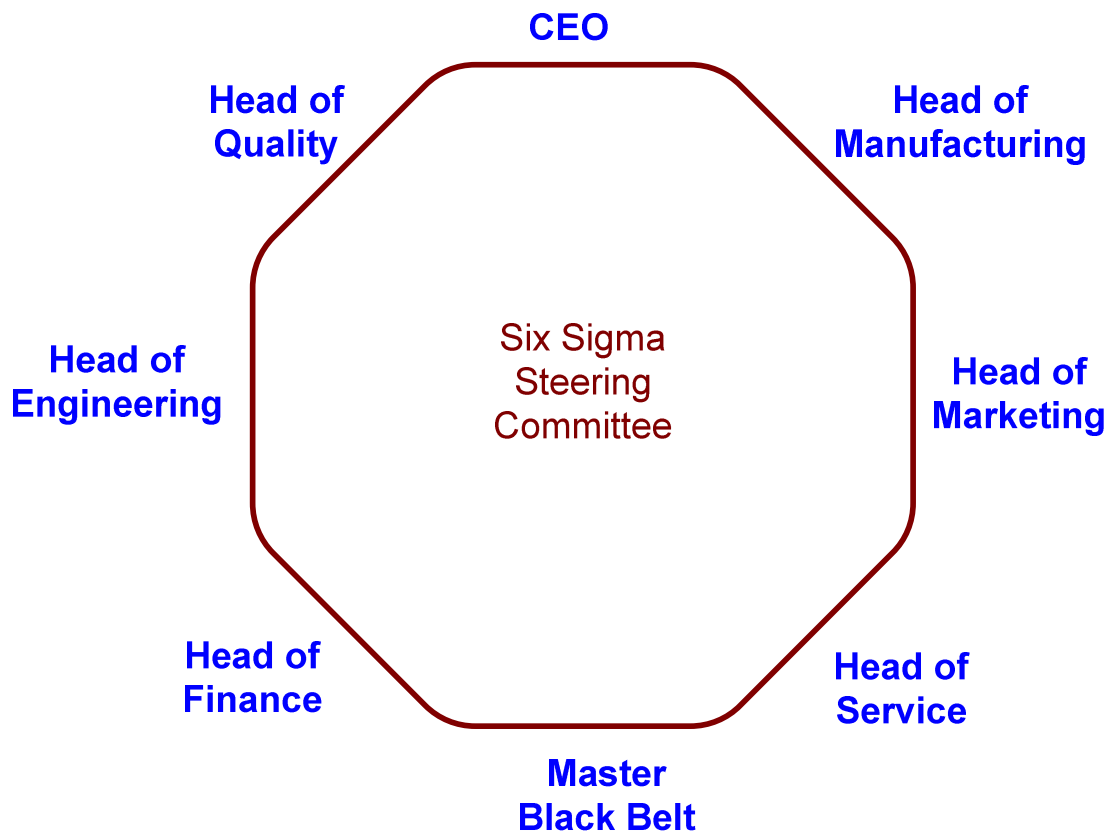 CEO
Head of
Quality
Head of
Manufacturing
Head of
Engineering
Six Sigma
Steering
Committee
Head of
Marketing
Head of
Finance
Head of
Service
Master
Black Belt